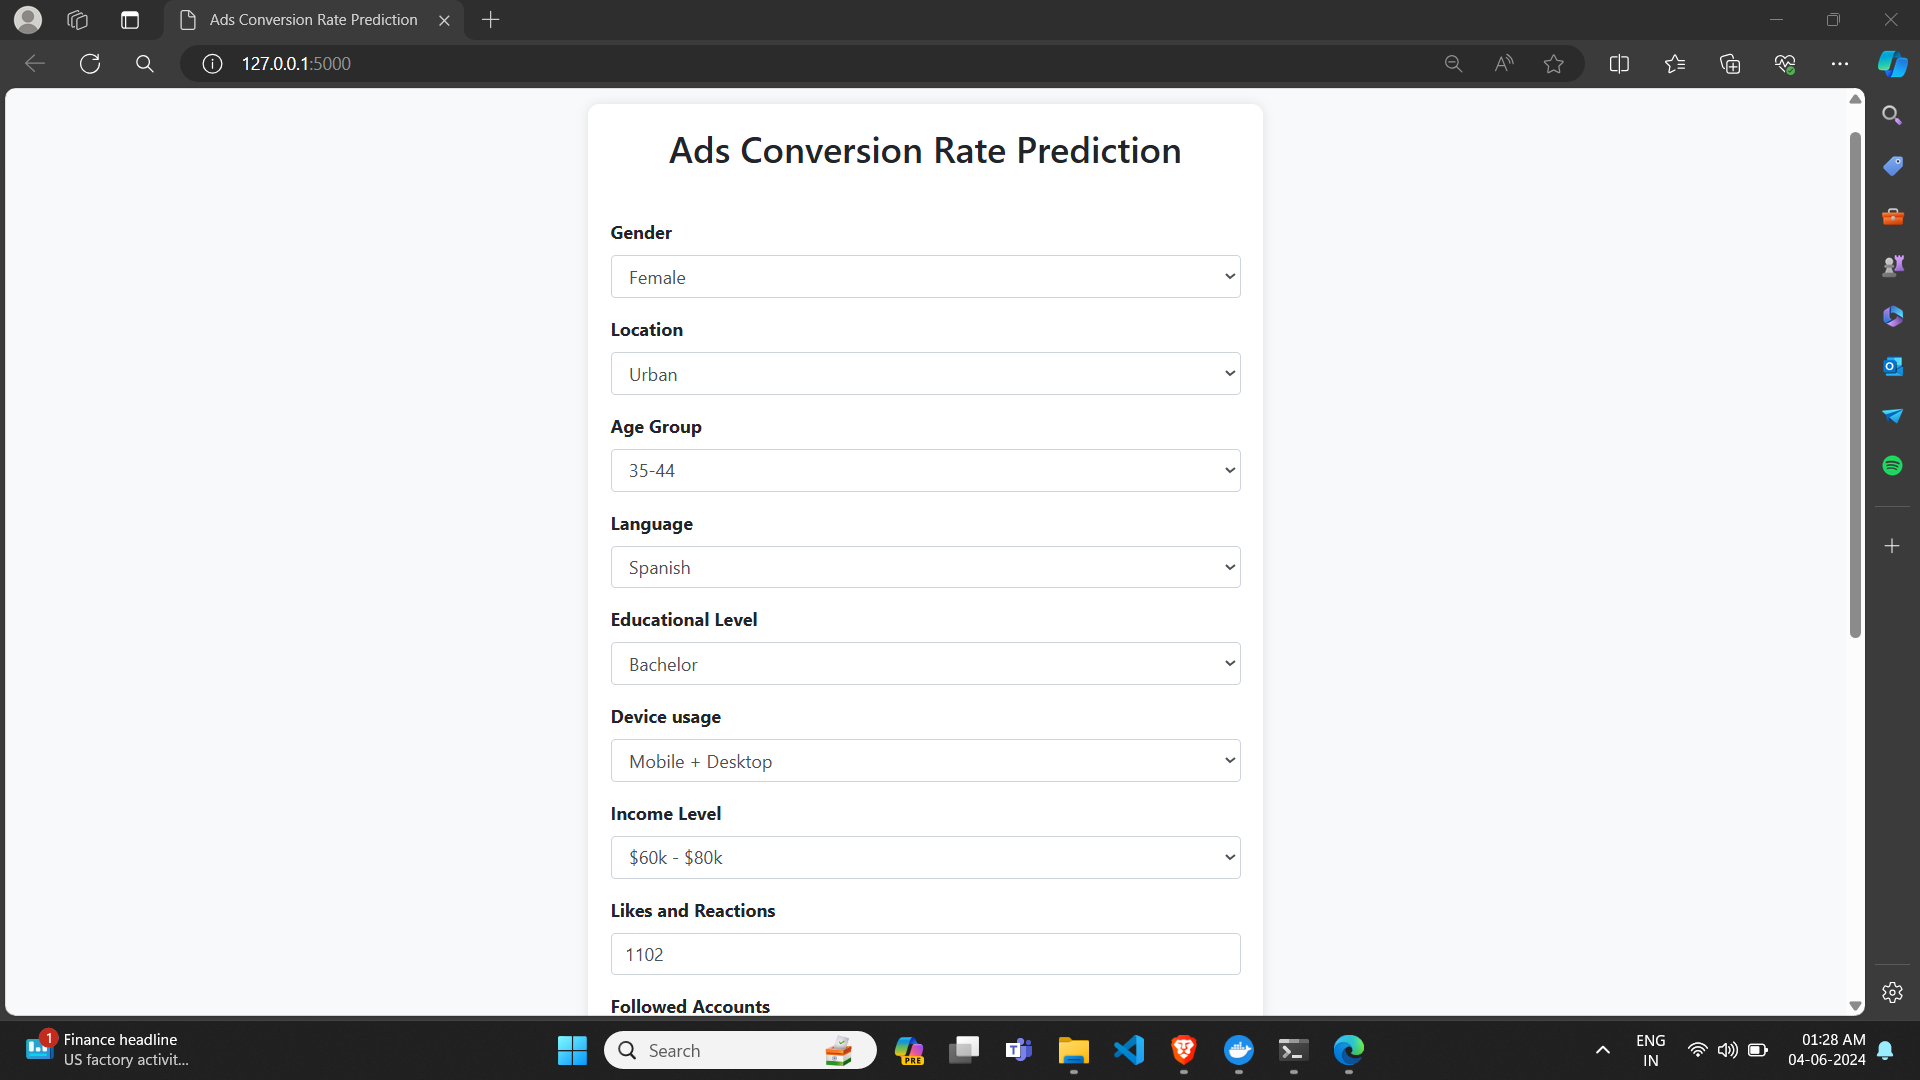 Ads Conversion Rate Prediction
127.0.0.1:5000
Ads Conversion Rate Prediction
Gender
Female
Location
Urban
Age Group
35-44
Language
Spanish
Educational Level
Bachelor
Device usage
Mobile + Desktop
Income Level
$60k - $80k
Likes and Reactions
1102
Followed Accounts
1
Finance headline
US factory activit...
Search
PRE
ENG
IN
01:28 AM
04-06-2024